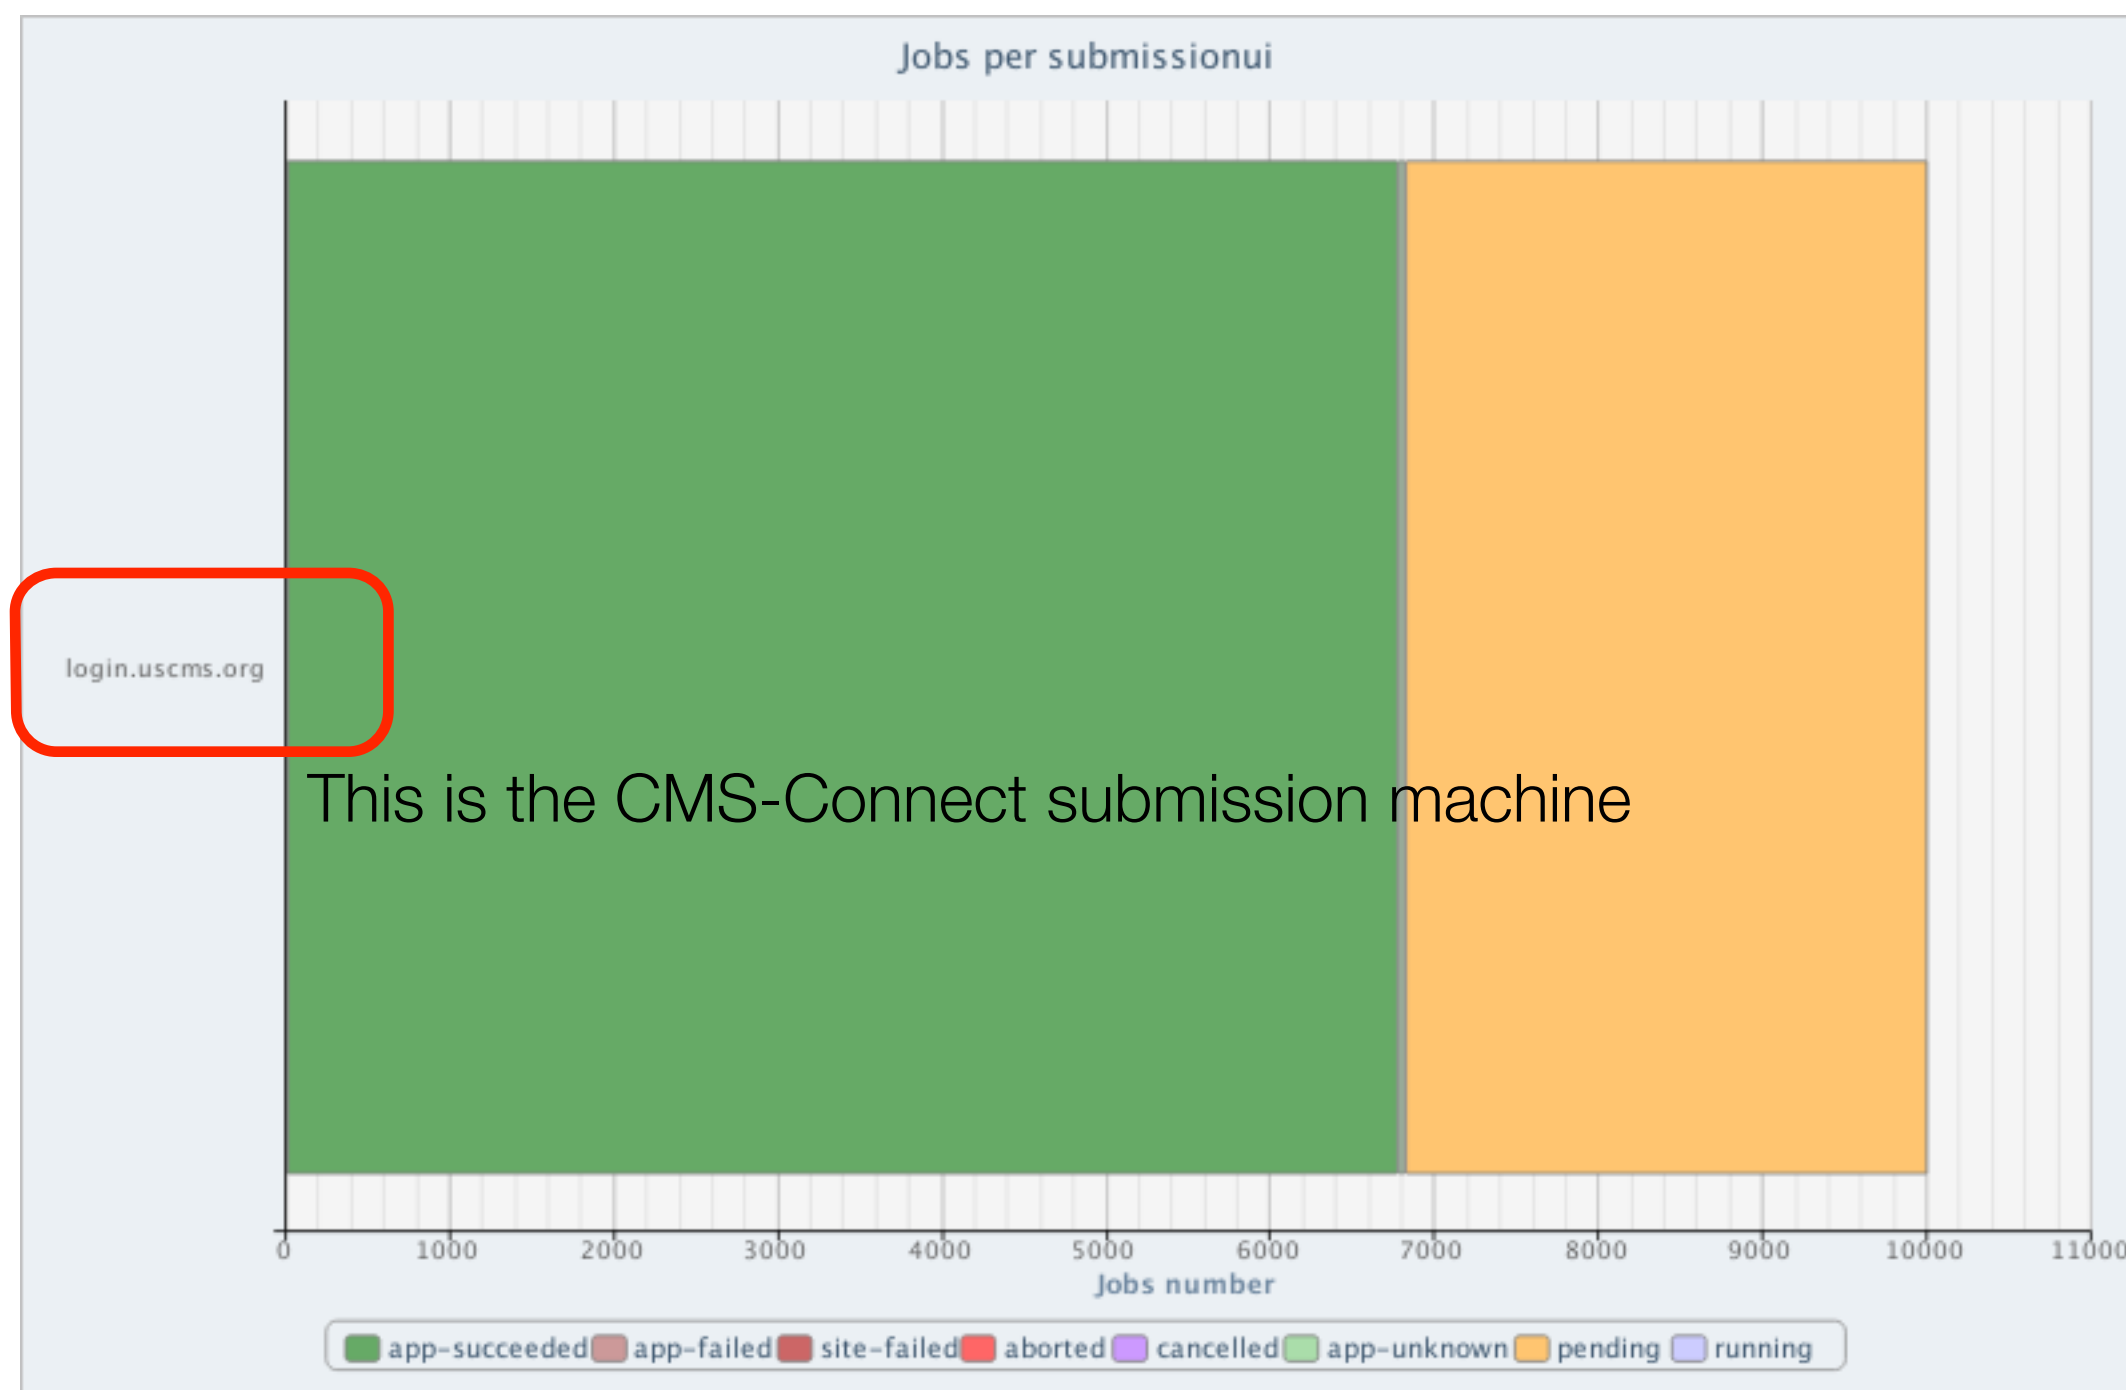 Jobs per submissionui
login.uscms.org
This is the CMS-Connect submission machine
0 1000 2000 3000 4000 5000 6000 7000 8000 9000 10000 11000
Jobs number
app-succeeded app-failed site-failed aborted cancelled app-unknown pending running